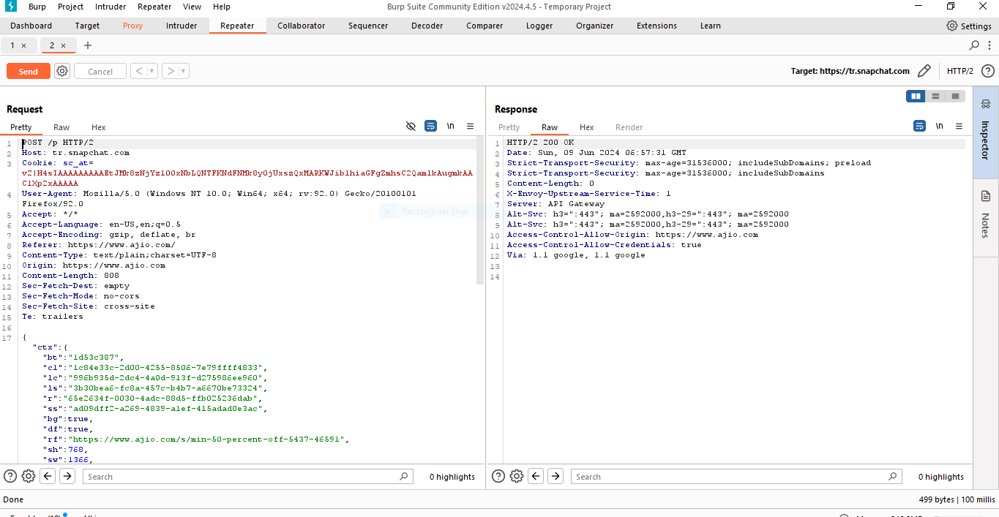 Burp Project Intruder Repeater View Help Burp Suite Community Edition v2024.4.5 - Temporary Project
Dashboard Target Proxy Intruder Repeater Collaborator Sequencer Decoder Comparer Logger Organizer Extensions Learn Settings
1 × 2 × +
Send Cancel < > Target: https://tr.snapchat.com HTTP/2
Request
Pretty Raw Hex \n
1 POST /p HTTP/2
2 Host: tr.snapchat.com
3 Cookie: sc_at=
v2|H4sIAAAAAAAAAEtJMk8zNjYzl00xNbLQNTFKNdFNMk8y0jUxszQxMARKWJiblhiaGFgZmhsC2QamlkAugmkAA
ClXp2xAAAAA
4 User-Agent: Mozilla/5.0 (Windows NT 10.0; Win64; x64; rv:92.0) Gecko/20100101
Firefox/92.0
5 Accept: */*
6 Accept-Language: en-US,en;q=0.5
7 Accept-Encoding: gzip, deflate, br
8 Referer: https://www.ajio.com/
9 Content-Type: text/plain;charset=UTF-8
10 Origin: https://www.ajio.com
11 Content-Length: 808
12 Sec-Fetch-Dest: empty
13 Sec-Fetch-Mode: no-cors
14 Sec-Fetch-Site: cross-site
15 Te: trailers
16
17 {
"ctx":{
"bt":"1d53c387",
"cl":"1c84e33c-2d00-4255-8506-7e79ffff4833",
"lc":"996b935d-2dc4-4a0d-913f-d275986ee960",
"ls":"3b30bea6-fc8a-457c-b4b7-a6670be73324",
"r":"65e2634f-0030-4adc-88d5-ffb025236dab",
"ss":"ad09dff2-a269-4839-a1ef-415adad0e3ac",
"bg":true,
"df":true,
"rf":"https://www.ajio.com/s/min-50-percent-off-5437-46591",
"sh":768,
"sw":1366,
Search 0 highlights
Rectangular Snip
Response
Pretty Raw Hex Render \n
1 HTTP/2 200 OK
2 Date: Sun, 09 Jun 2024 06:57:31 GMT
3 Strict-Transport-Security: max-age=31536000; includeSubDomains; preload
4 Strict-Transport-Security: max-age=31536000; includeSubDomains
5 Content-Length: 0
6 X-Envoy-Upstream-Service-Time: 1
7 Server: API Gateway
8 Alt-Svc: h3=":443"; ma=2592000,h3-29=":443"; ma=2592000
9 Alt-Svc: h3=":443"; ma=2592000,h3-29=":443"; ma=2592000
10 Access-Control-Allow-Origin: https://www.ajio.com
11 Access-Control-Allow-Credentials: true
12 Via: 1.1 google, 1.1 google
13
14
Search 0 highlights
Inspector
Notes
Done 499 bytes | 100 millis